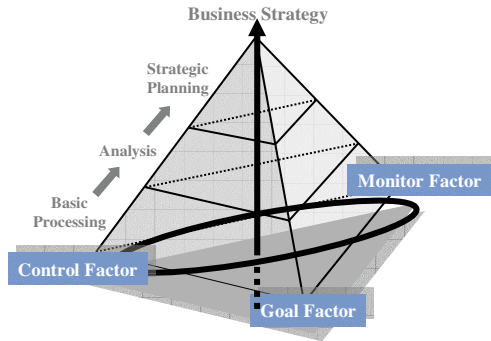 Business Strategy
Strategic
Planning
Analysis
Basic
Processing
Monitor Factor
Control Factor
Goal Factor